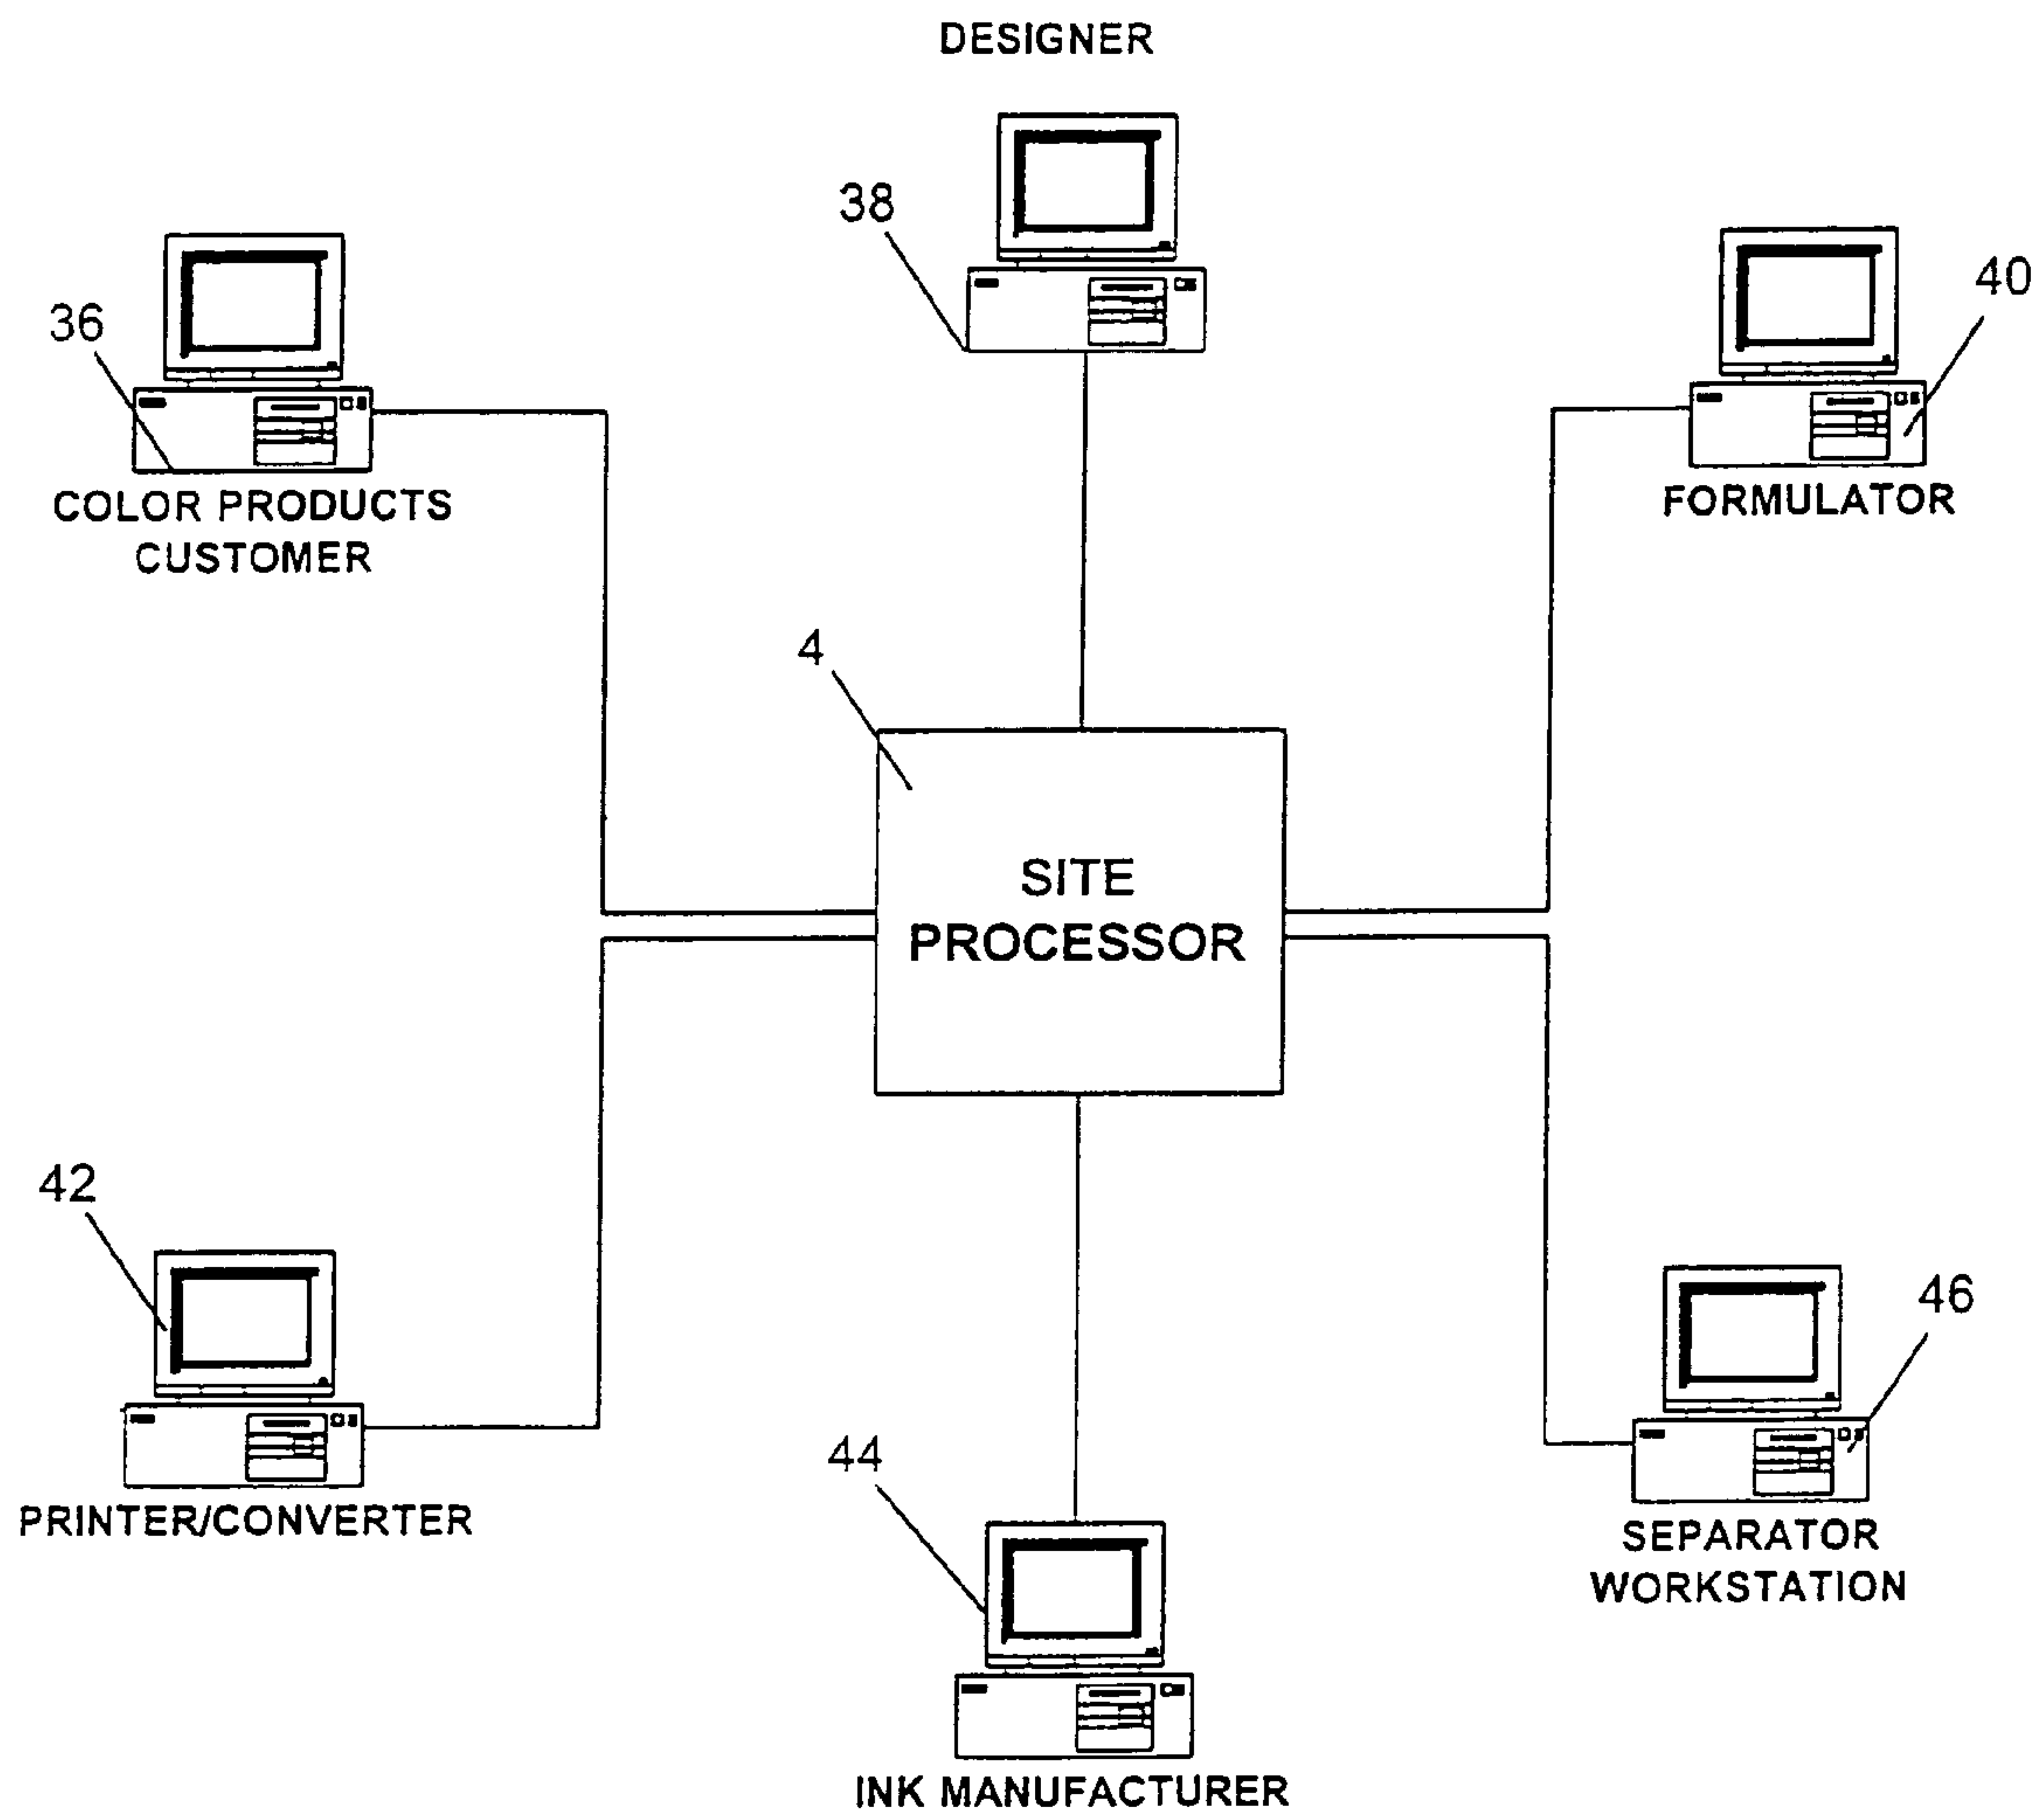 DESIGNER
38
40
36
COLOR PRODUCTS
CUSTOMER
FORMULATOR
4
SITE
PROCESSOR
42
46
PRINTER/CONVERTER
44
SEPARATOR
WORKSTATION
INK MANUFACTURER